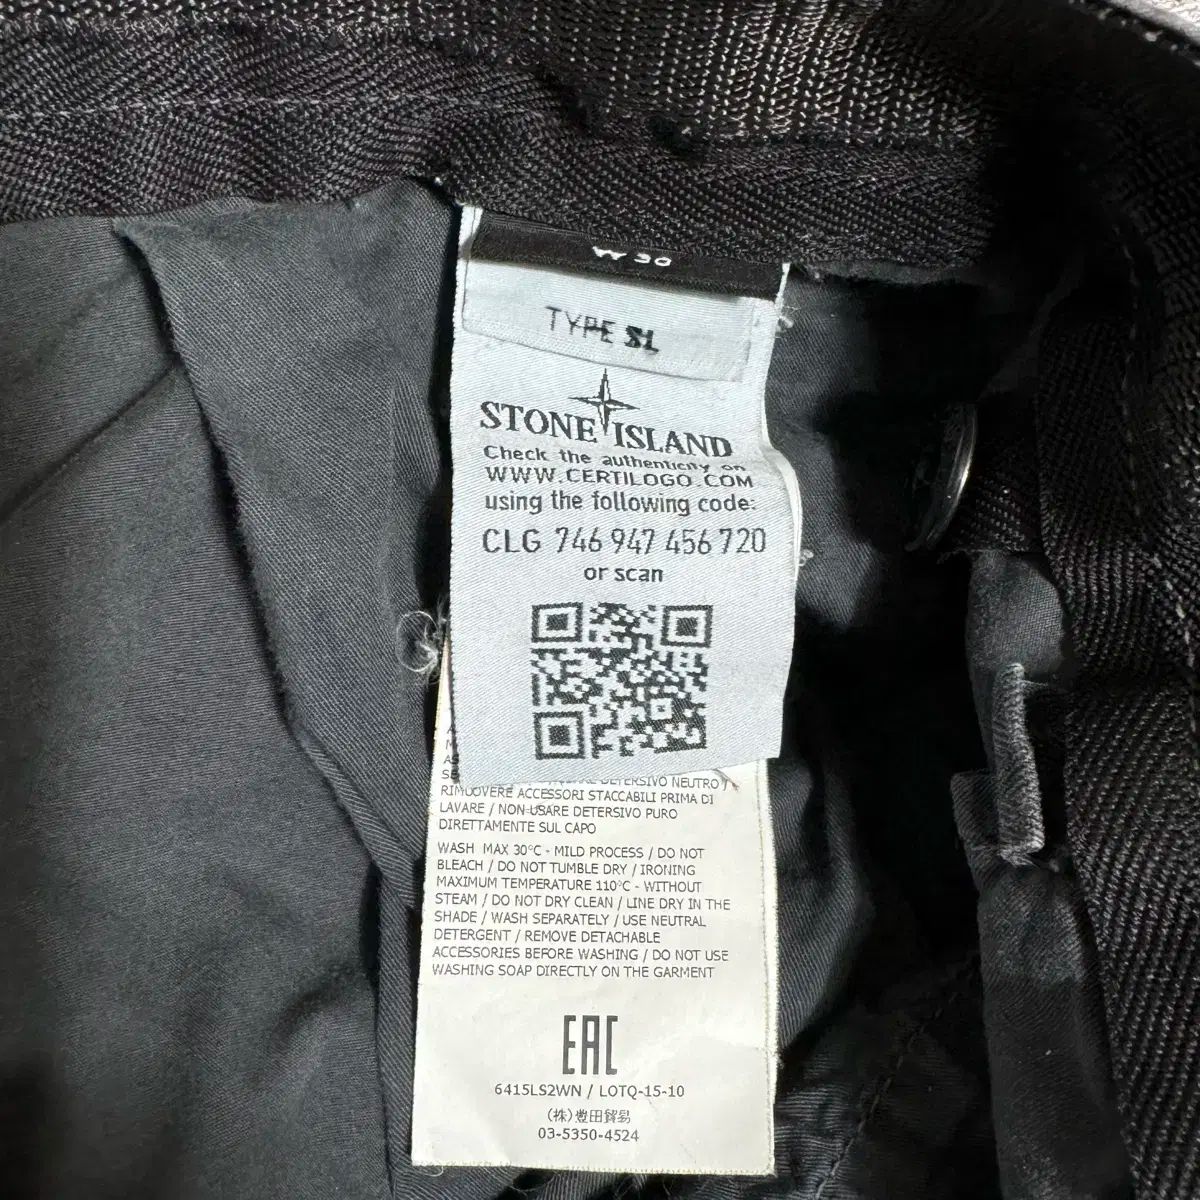 W 30
TYPE SL
STONE ISLAND
Check the authenticity on
WWW.CERTILOGO.COM
using the following code:
CLG 746 947 456 720
or scan
DETERSIVO NEUTRO /
RIMUOVERE ACCESSORI STACCABILI PRIMA DI
LAVARE / NON USARE DETERSIVO PURO
DIRETTAMENTE SUL CAPO
WASH MAX 30°C - MILD PROCESS / DO NOT
BLEACH / DO NOT TUMBLE DRY / IRONING
MAXIMUM TEMPERATURE 110°C - WITHOUT
STEAM / DO NOT DRY CLEAN / LINE DRY IN THE
SHADE / WASH SEPARATELY / USE NEUTRAL
DETERGENT / REMOVE DETACHABLE
ACCESSORIES BEFORE WASHING / DO NOT USE
WASHING SOAP DIRECTLY ON THE GARMENT
EAC
6415LS2WN / LOTQ-15-10
(株)豊田貿易
03-5350-4524